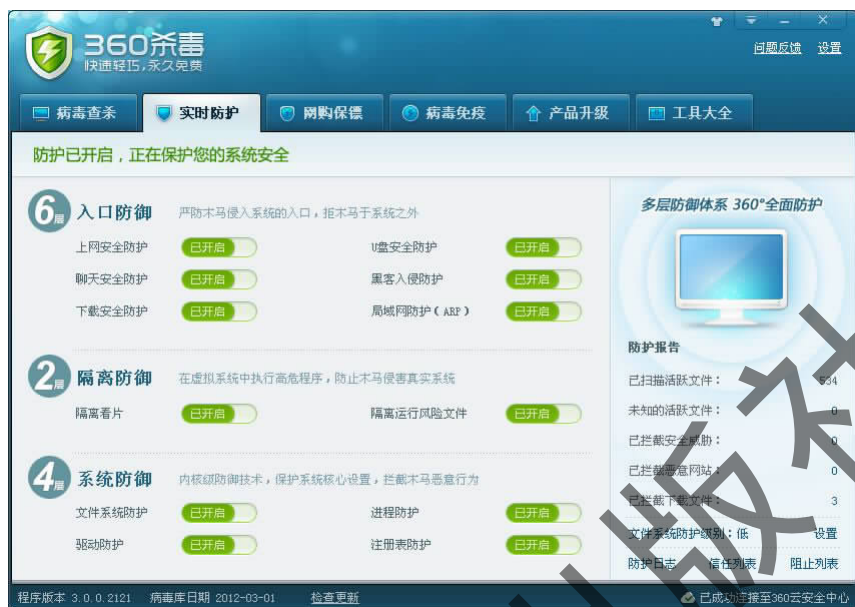 360杀毒
快速轻巧,永久免费
问题反馈 设置
病毒查杀 实时防护 网购保镖 病毒免疫 产品升级 工具大全
防护已开启，正在保护您的系统安全
6层 入口防御 严防木马侵入系统的入口，拒木马于系统之外
上网安全防护 已开启 U盘安全防护 已开启
聊天安全防护 已开启 黑客入侵防护 已开启
下载安全防护 已开启 局域网防护(ARP) 已开启
2层 隔离防御 在虚拟系统中执行高危程序，防止木马侵害真实系统
隔离看片 已开启 隔离运行风险文件 已开启
4层 系统防御 内核级防御技术，保护系统核心设置，拦截木马恶意行为
文件系统防护 已开启 进程防护 已开启
驱动防护 已开启 注册表防护 已开启
多层防御体系 360°全面防护
防护报告
已扫描活跃文件： 534
未知的活跃文件： 0
已拦截安全威胁： 0
已拦截恶意网站： 0
已拦截下载文件： 3
文件系统防护级别：低 设置
防护日志 信任列表 阻止列表
程序版本 3.0.0.2121 病毒库日期 2012-03-01 检查更新 已成功连接至360云安全中心